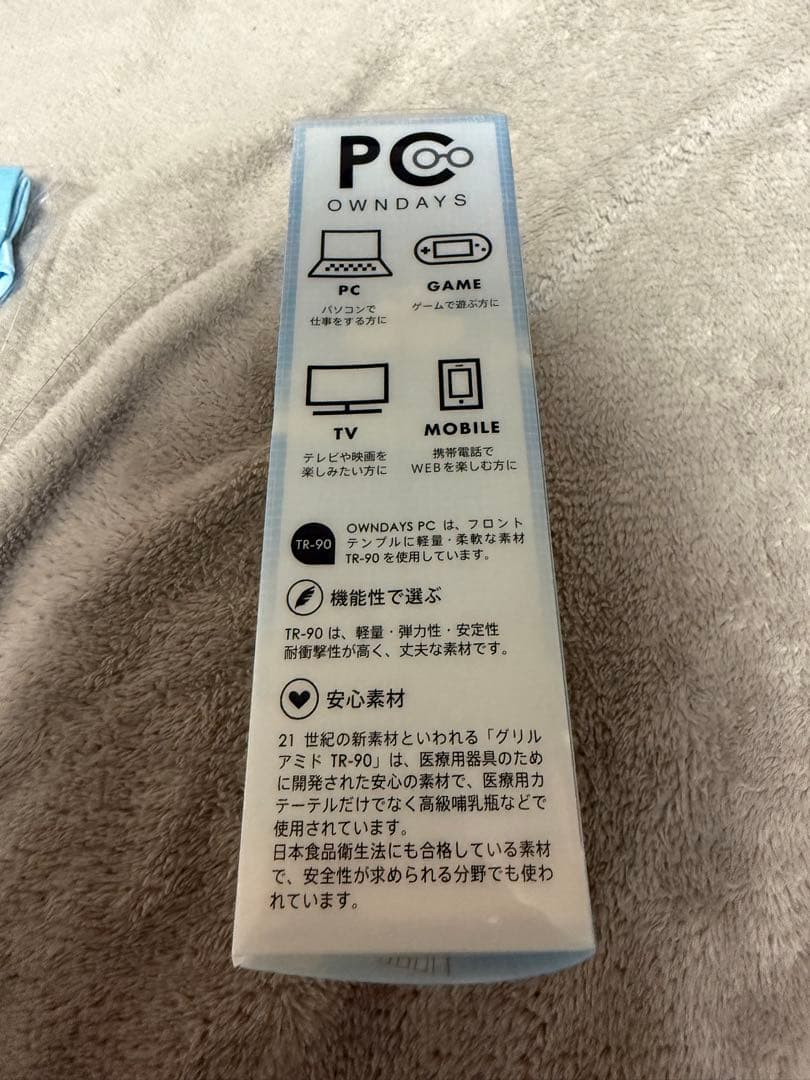 PC
OWNDAYS
PC
パソコンで
仕事をする方に
GAME
ゲームで遊ぶ方に
TV
テレビや映画を
楽しみたい方に
MOBILE
携帯電話で
WEBを楽しむ方に
TR-90
OWNDAYS PC は、フロント
テンプルに軽量・柔軟な素材
TR-90 を使用しています。
機能性で選ぶ
TR-90 は、軽量・弾力性・安定性
耐衝撃性が高く、丈夫な素材です。
安心素材
21 世紀の新素材といわれる「グリル
アミド TR-90」は、医療用器具のため
に開発された安心の素材で、医療用カ
テーテルだけでなく高級哺乳瓶などで
使用されています。
日本食品衛生法にも合格している素材
で、安全性が求められる分野でも使わ
れています。